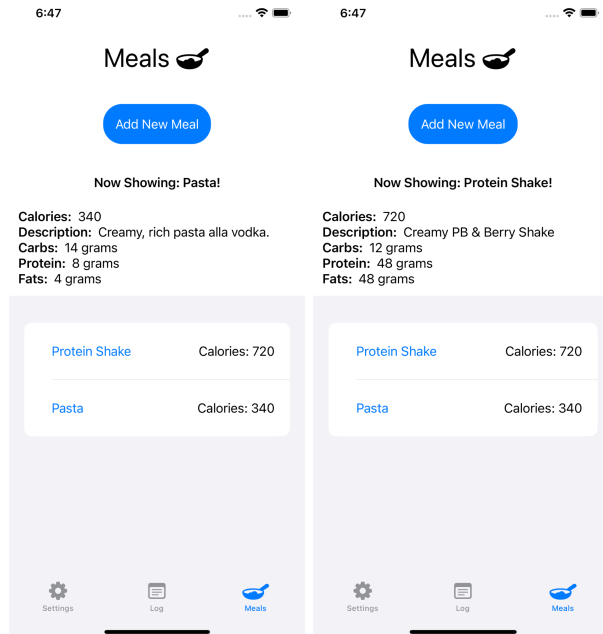 6:47
Meals
Add New Meal
Now Showing: Pasta!
Calories: 340
Description: Creamy, rich pasta alla vodka.
Carbs: 14 grams
Protein: 8 grams
Fats: 4 grams
Protein Shake Calories: 720
Pasta Calories: 340
Settings Log Meals
6:47
Meals
Add New Meal
Now Showing: Protein Shake!
Calories: 720
Description: Creamy PB & Berry Shake
Carbs: 12 grams
Protein: 48 grams
Fats: 48 grams
Protein Shake Calories: 720
Pasta Calories: 340
Settings Log Meals